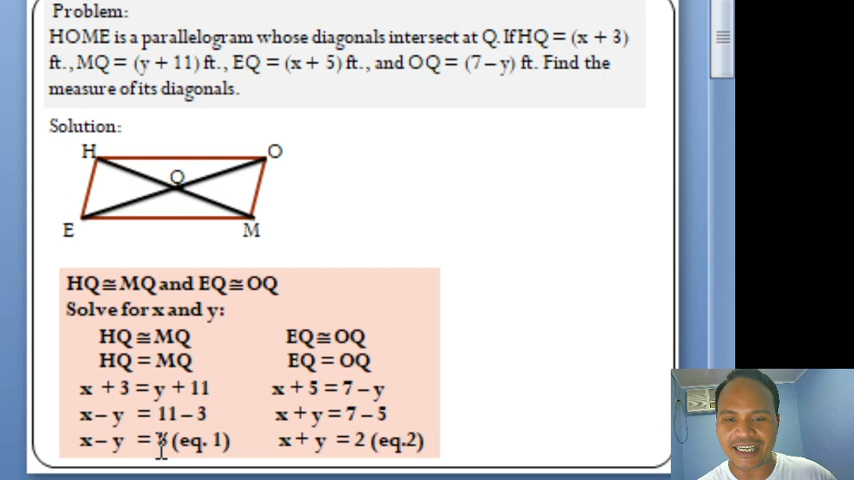 Problem:
HOME is a parallelogram whose diagonals intersect at Q. If HQ = (x + 3)
ft., MQ = (y + 11) ft., EQ = (x + 5) ft., and OQ = (7 – y) ft. Find the
measure of its diagonals.
Solution:
H O
Q
E M
HQ ≅ MQ and EQ ≅ OQ
Solve for x and y:
HQ ≅ MQ EQ ≅ OQ
HQ = MQ EQ = OQ
x + 3 = y + 11 x + 5 = 7 – y
x – y = 11 – 3 x + y = 7 – 5
x – y = (eq. 1) x + y = 2 (eq.2)